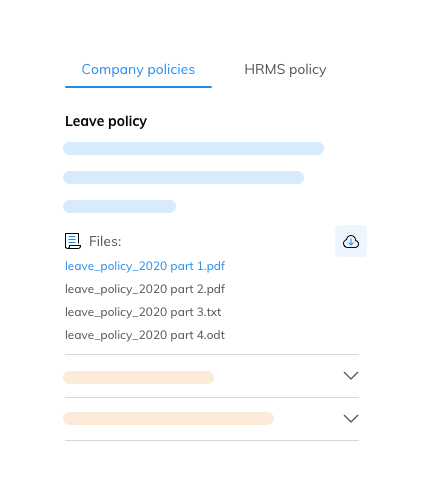 Company policies HRMS policy
Leave policy
Files:
leave_policy_2020 part 1.pdf
leave_policy_2020 part 2.pdf
leave_policy_2020 part 3.txt
leave_policy_2020 part 4.odt